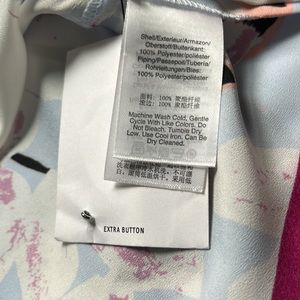 Shell/Exterieur/Armazon/
Oberstoff/Buitenkant:
100% Polyester/poliéster
Piping/Passepoil/Tubería/
Rohrleitungen/Bies:
100% Polyester/poliéster
面料: 100% 聚酯纤维
滚边: 100% 聚酯纤维
Machine Wash Cold, Gentle
Cycle With Like Colors. Do
Not Bleach. Tumble Dry
Low. Use Cool Iron. Can Be
Dry Cleaned.
EXTRA BUTTON